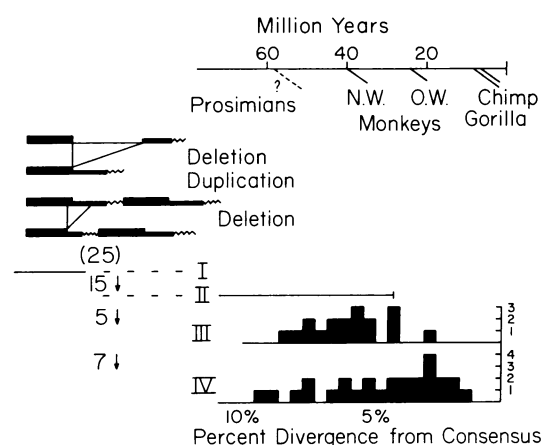 Million Years
60 40 20
?
Prosimians N.W. O.W. Chimp
Monkeys Gorilla
Deletion
Duplication
Deletion
(25)
I
15 ↓
II
5 ↓
III
3
2
1
7 ↓
IV
4
3
2
1
10% 5%
Percent Divergence from Consensus